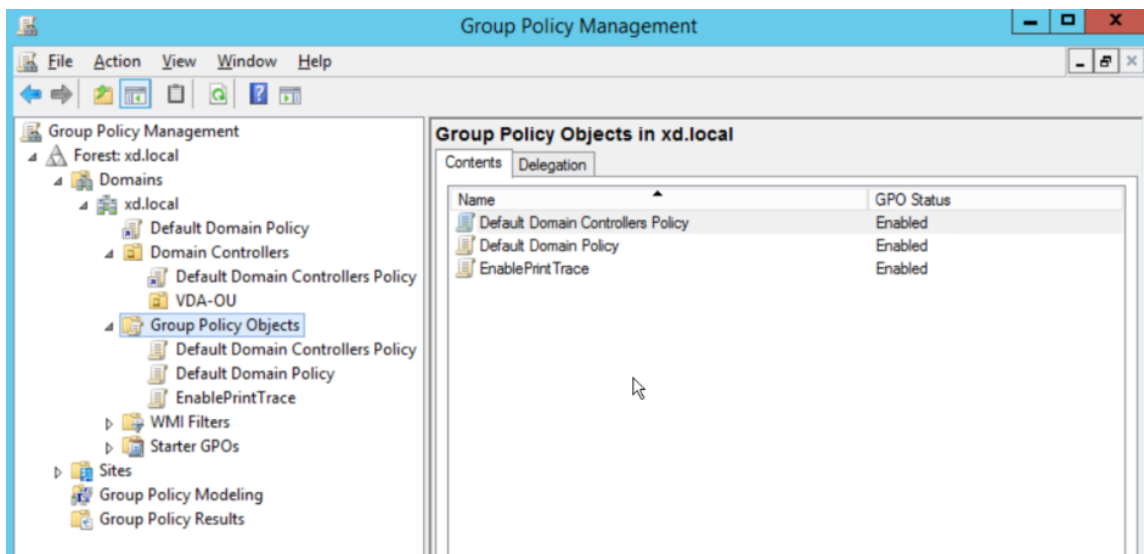 Group Policy Management
File Action View Window Help
Group Policy Management
Forest: xd.local
Domains
xd.local
Default Domain Policy
Domain Controllers
Default Domain Controllers Policy
VDA-OU
Group Policy Objects
Default Domain Controllers Policy
Default Domain Policy
EnablePrintTrace
WMI Filters
Starter GPOs
Sites
Group Policy Modeling
Group Policy Results
Group Policy Objects in xd.local
Contents Delegation
Name GPO Status
Default Domain Controllers Policy Enabled
Default Domain Policy Enabled
EnablePrintTrace Enabled